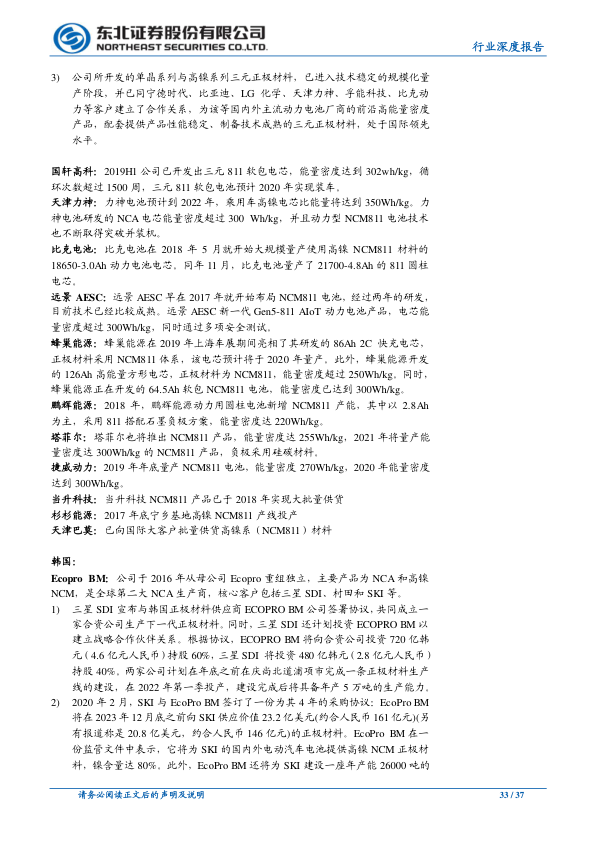 东北证券股份有限公司
NORTHEAST SECURITIES CO.,LTD.
行业深度报告
3) 公司所开发的单晶系列与高镍系列三元正极材料，已进入技术稳定的规模化量
产阶段，并已同宁德时代、比亚迪、LG 化学、天津力神、孚能科技、比克动
力等客户建立了合作关系，为该等国内外主流动力电池厂商的前沿高能量密度
产品，配套提供产品性能稳定、制备技术成熟的三元正极材料，处于国际领先
水平。
国轩高科：2019H1 公司已开发出三元 811 软包电芯，能量密度达到 302wh/kg，循
环次数超过 1500 周，三元 811 软包电池预计 2020 年实现装车。
天津力神：力神电池预计到 2022 年，乘用车高镍电芯比能量将达到 350Wh/kg。力
神电池研发的 NCA 电芯能量密度超过 300 Wh/kg，并且动力型 NCM811 电池技术
也不断取得突破并装机。
比克电池：比克电池在 2018 年 5 月就开始大规模量产使用高镍 NCM811 材料的
18650-3.0Ah 动力电池电芯。同年 11 月，比克电池量产了 21700-4.8Ah 的 811 圆柱
电芯。
远景 AESC：远景 AESC 早在 2017 年就开始布局 NCM811 电池，经过两年的研发，
目前技术已经比较成熟。远景 AESC 新一代 Gen5-811 AIoT 动力电池产品，电芯能
量密度超过 300Wh/kg，同时通过多项安全测试。
蜂巢能源：蜂巢能源在 2019 年上海车展期间亮相了其研发的 86Ah 2C 快充电芯，
正极材料采用 NCM811 体系，该电芯预计将于 2020 年量产。此外，蜂巢能源开发
的 126Ah 高能量方形电芯，正极材料为 NCM811，能量密度超过 250Wh/kg。同时，
蜂巢能源正在开发的 64.5Ah 软包 NCM811 电池，能量密度已达到 300Wh/kg。
鹏辉能源：2018 年，鹏辉能源动力用圆柱电池新增 NCM811 产能，其中以 2.8Ah
为主，采用 811 搭配石墨负极方案，能量密度达 220Wh/kg。
塔菲尔：塔菲尔也将推出 NCM811 产品，能量密度达 255Wh/kg，2021 年将量产能
量密度达 300Wh/kg 的 NCM811 产品，负极采用硅碳材料。
捷威动力：2019 年年底量产 NCM811 电池，能量密度 270Wh/kg，2020 年能量密度
达到 300Wh/kg。
当升科技：当升科技 NCM811 产品已于 2018 年实现大批量供货
杉杉能源：2017 年底宁乡基地高镍 NCM811 产线投产
天津巴莫：已向国际大客户批量供货高镍系（NCM811）材料
韩国：
Ecopro BM：公司于 2016 年从母公司 Ecopro 重组独立，主要产品为 NCA 和高镍
NCM，是全球第二大 NCA 生产商，核心客户包括三星 SDI、村田和 SKI 等。
1) 三星 SDI 宣布与韩国正极材料供应商 ECOPRO BM 公司签署协议，共同成立一
家合资公司生产下一代正极材料。同时，三星 SDI 还计划投资 ECOPRO BM 以
建立战略合作伙伴关系。根据协议，ECOPRO BM 将向合资公司投资 720 亿韩
元（4.6 亿元人民币）持股 60%，三星 SDI 将投资 480 亿韩元（2.8 亿元人民币）
持股 40%。两家公司计划在年底之前在庆尚北道浦项市完成一条正极材料生产
线的建设，在 2022 年第一季投产，建设完成后将具备年产 5 万吨的生产能力。
2) 2020 年 2 月，SKI 与 EcoPro BM 签订了一份为其 4 年的采购协议：EcoPro BM
将在 2023 年 12 月底之前向 SKI 供应价值 23.2 亿美元(约合人民币 161 亿元)(另
有报道称是 20.8 亿美元，约合人民币 146 亿元)的正极材料。EcoPro BM 在一
份监管文件中表示，它将为 SKI 的国内外电动汽车电池提供高镍 NCM 正极材
料，镍含量达 80%。此外，EcoPro BM 还将为 SKI 建设一座年产能 26000 吨的
请务必阅读正文后的声明及说明
33 / 37